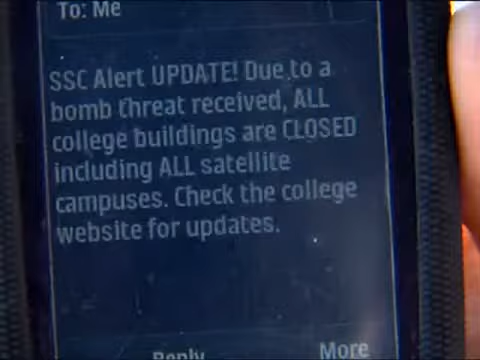 To: Me
SSC Alert UPDATE! Due to a
bomb threat received, ALL
college buildings are CLOSED
including ALL satellite
campuses. Check the college
website for updates.
Reply More